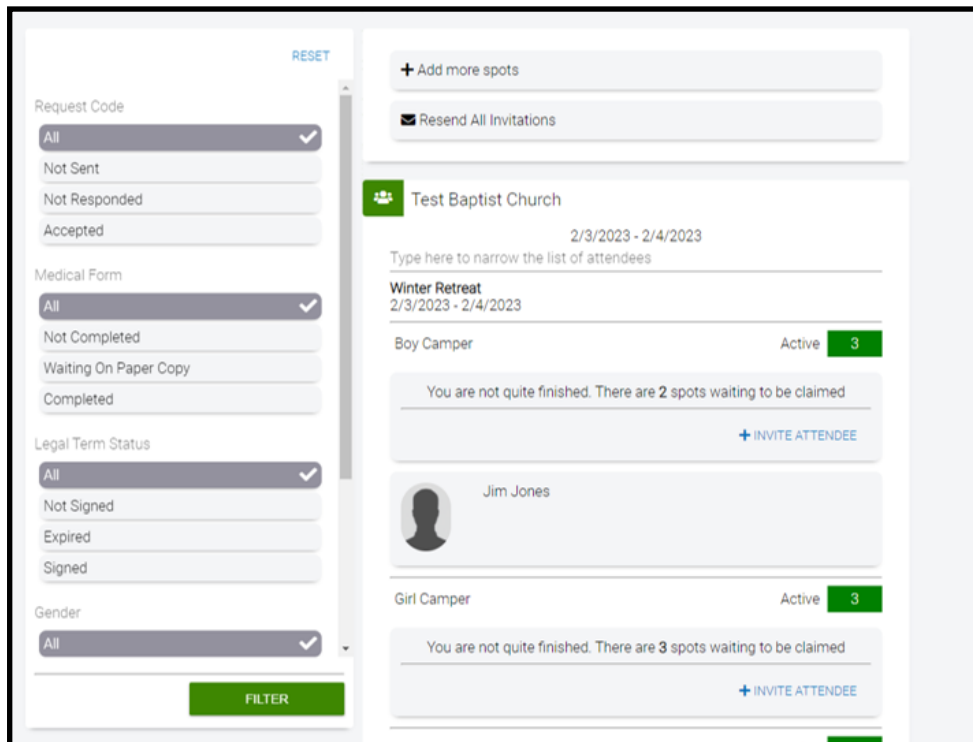 RESET
Request Code
All
Not Sent
Not Responded
Accepted
Medical Form
All
Not Completed
Waiting On Paper Copy
Completed
Legal Term Status
All
Not Signed
Expired
Signed
Gender
All
FILTER
Add more spots
Resend All Invitations
Test Baptist Church
2/3/2023 - 2/4/2023
Type here to narrow the list of attendees
Winter Retreat
2/3/2023 - 2/4/2023
Boy Camper Active 3
You are not quite finished. There are 2 spots waiting to be claimed
+ INVITE ATTENDEE
Jim Jones
Girl Camper Active 3
You are not quite finished. There are 3 spots waiting to be claimed
+ INVITE ATTENDEE